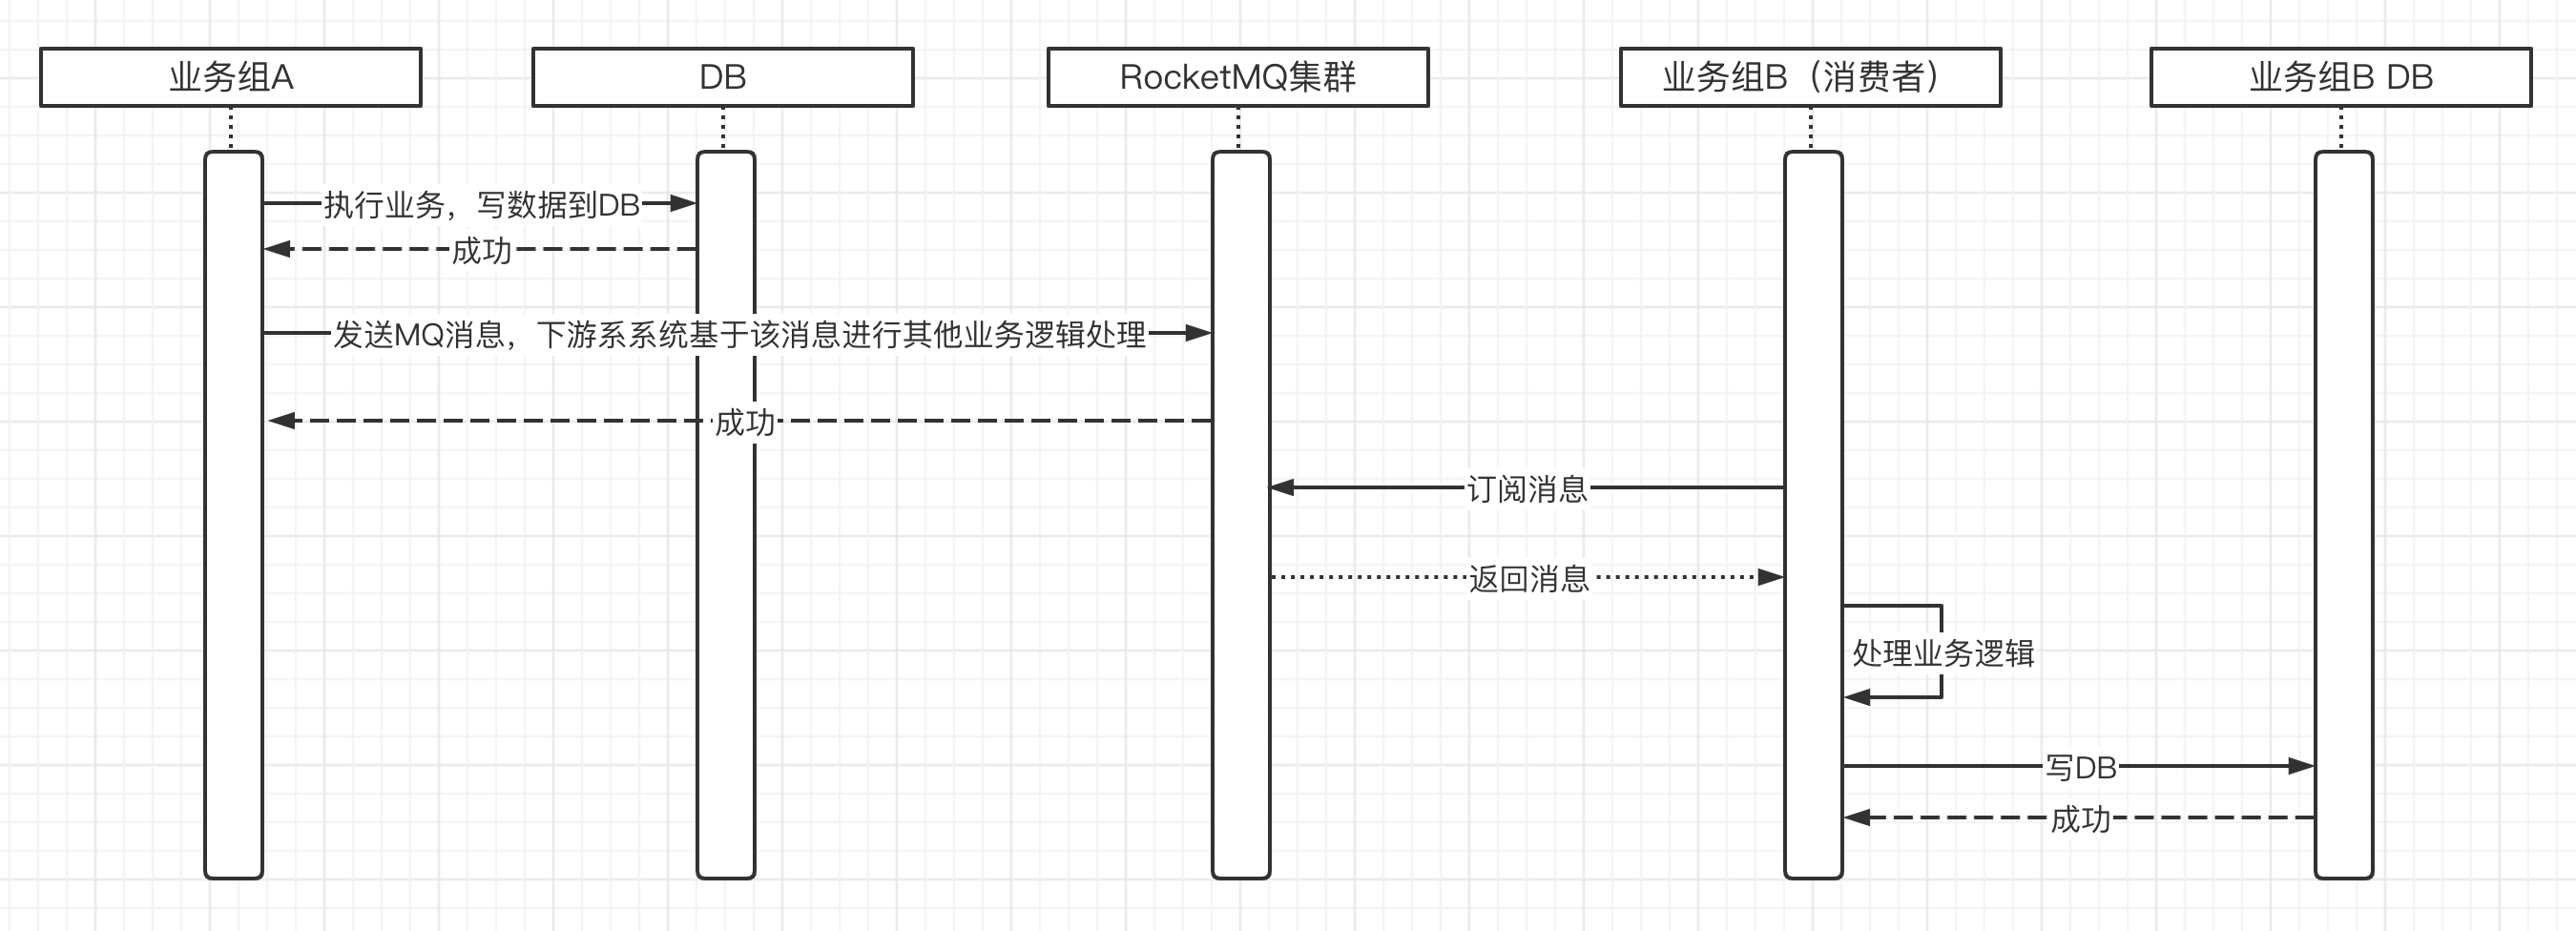 业务组A
DB
RocketMQ集群
业务组B（消费者）
业务组B DB
执行业务，写数据到DB
成功
发送MQ消息，下游系系统基于该消息进行其他业务逻辑处理
成功
订阅消息
返回消息
处理业务逻辑
写DB
成功